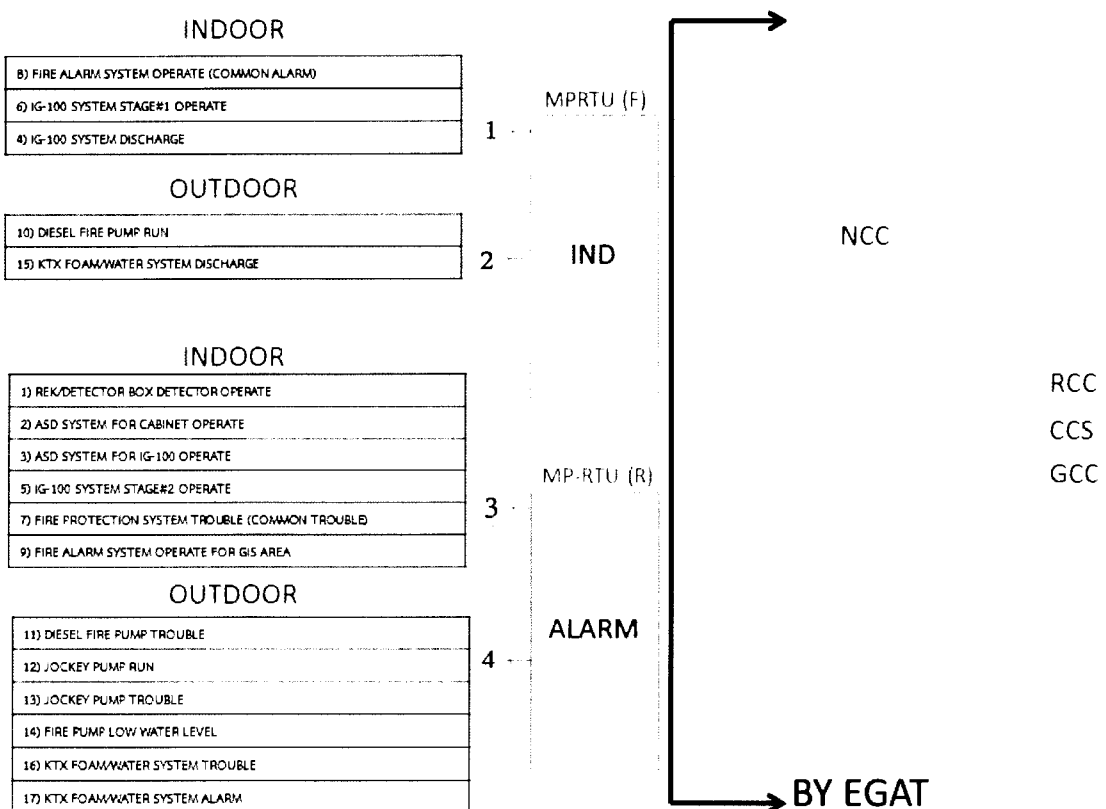 INDOOR
8) FIRE ALARM SYSTEM OPERATE (COMMON ALARM)
6) IG-100 SYSTEM STAGE#1 OPERATE
4) IG-100 SYSTEM DISCHARGE
1
OUTDOOR
10) DIESEL FIRE PUMP RUN
15) KTX FOAM/WATER SYSTEM DISCHARGE
2
INDOOR
1) REK/DETECTOR BOX DETECTOR OPERATE
2) ASD SYSTEM FOR CABINET OPERATE
3) ASD SYSTEM FOR IG-100 OPERATE
5) IG-100 SYSTEM STAGE#2 OPERATE
7) FIRE PROTECTION SYSTEM TROUBLE (COMMON TROUBLE)
9) FIRE ALARM SYSTEM OPERATE FOR GIS AREA
3
OUTDOOR
11) DIESEL FIRE PUMP TROUBLE
12) JOCKEY PUMP RUN
13) JOCKEY PUMP TROUBLE
14) FIRE PUMP LOW WATER LEVEL
16) KTX FOAM/WATER SYSTEM TROUBLE
17) KTX FOAM/WATER SYSTEM ALARM
4
MPRTU (F)
IND
MP-RTU (R)
ALARM
NCC
RCC
CCS
GCC
BY EGAT